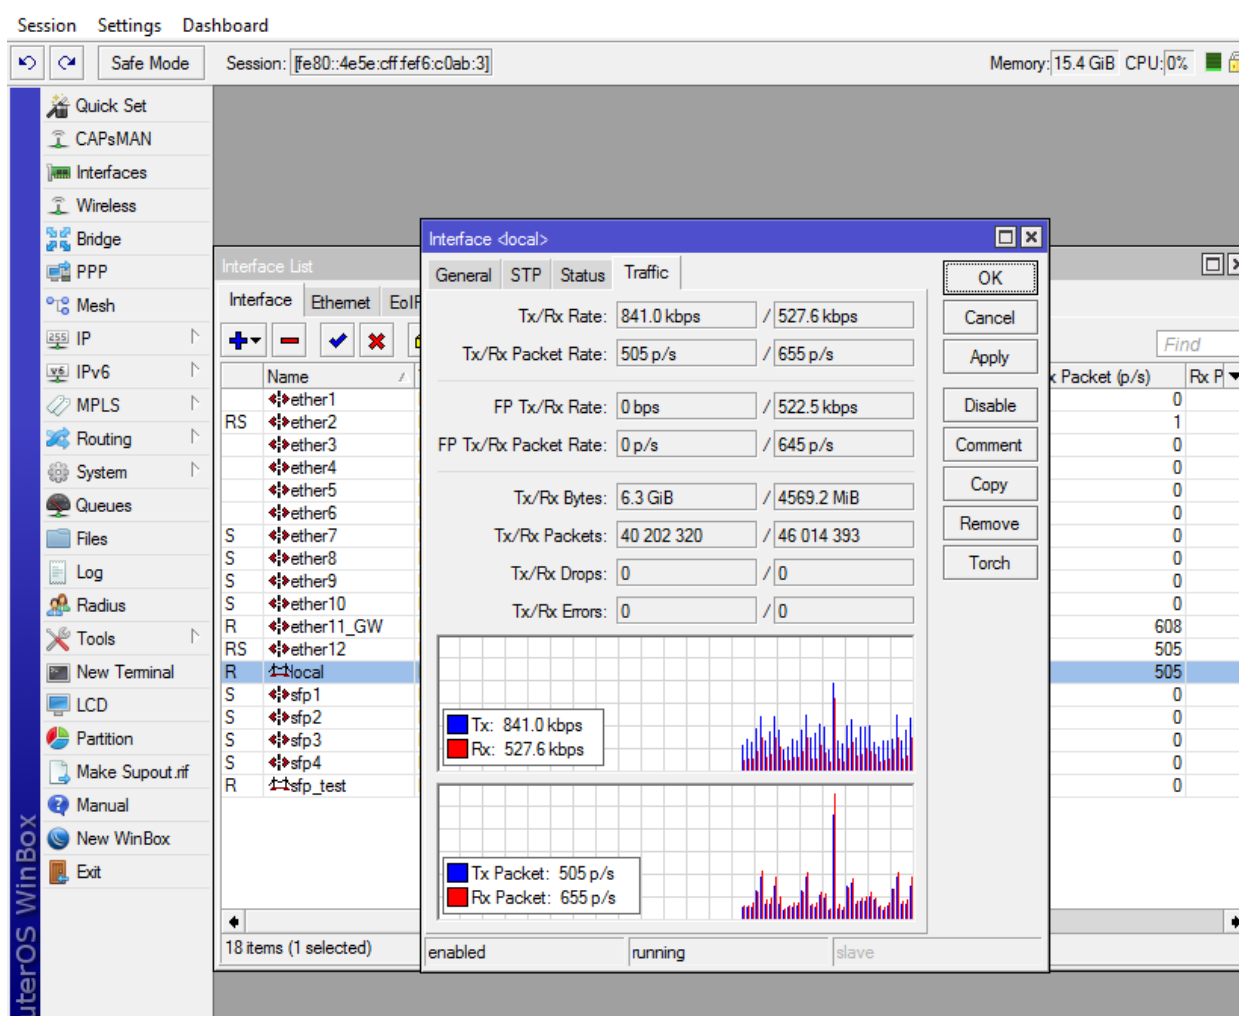 Session Settings Dashboard
Safe Mode Session: [fe80::4e5e:cff:fef6:c0ab:3] Memory: 15.4 GiB CPU: 0%
Quick Set
CAPsMAN
Interfaces
Wireless
Bridge
PPP
Mesh
255 IP
v6 IPv6
MPLS
Routing
System
Queues
Files
Log
Radius
Tools
New Terminal
LCD
Partition
Make Supout.rif
Manual
New WinBox
Exit
uterOS WinBox
Interface List
Interface Ethernet EoIP
Find
Name x Packet (p/s) Rx P
ether1 0
RS ether2 1
ether3 0
ether4 0
ether5 0
ether6 0
S ether7 0
S ether8 0
S ether9 0
S ether10 0
R ether11_GW 608
RS ether12 505
R local 505
S sfp1 0
S sfp2 0
S sfp3 0
S sfp4 0
R sfp_test 0
18 items (1 selected)
Interface <local>
General STP Status Traffic
Tx/Rx Rate: 841.0 kbps / 527.6 kbps
Tx/Rx Packet Rate: 505 p/s / 655 p/s
FP Tx/Rx Rate: 0 bps / 522.5 kbps
FP Tx/Rx Packet Rate: 0 p/s / 645 p/s
Tx/Rx Bytes: 6.3 GiB / 4569.2 MiB
Tx/Rx Packets: 40 202 320 / 46 014 393
Tx/Rx Drops: 0 / 0
Tx/Rx Errors: 0 / 0
Tx: 841.0 kbps
Rx: 527.6 kbps
Tx Packet: 505 p/s
Rx Packet: 655 p/s
enabled running slave
OK
Cancel
Apply
Disable
Comment
Copy
Remove
Torch